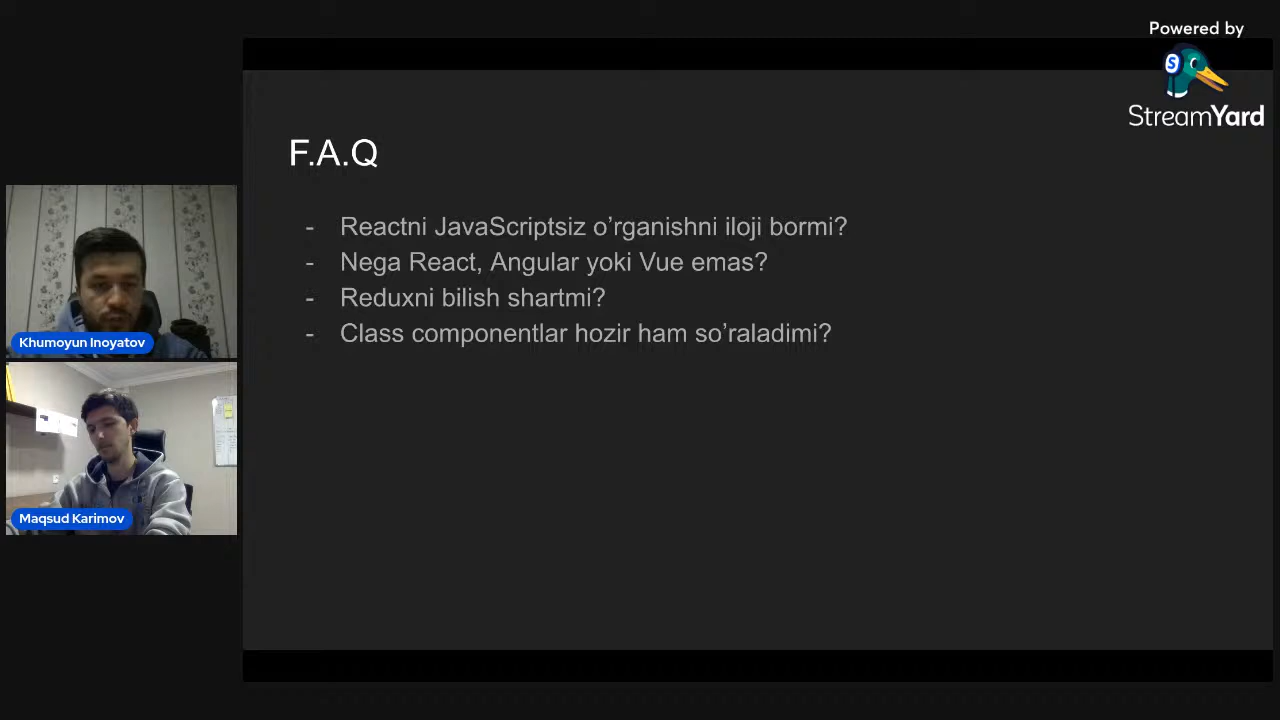 Powered by
S
StreamYard
F.A.Q
- Reactni JavaScriptsiz o’rganishni iloji bormi?
- Nega React, Angular yoki Vue emas?
- Reduxni bilish shartmi?
- Class componentlar hozir ham so’raladimi?
Khumoyun Inoyatov
Maqsud Karimov